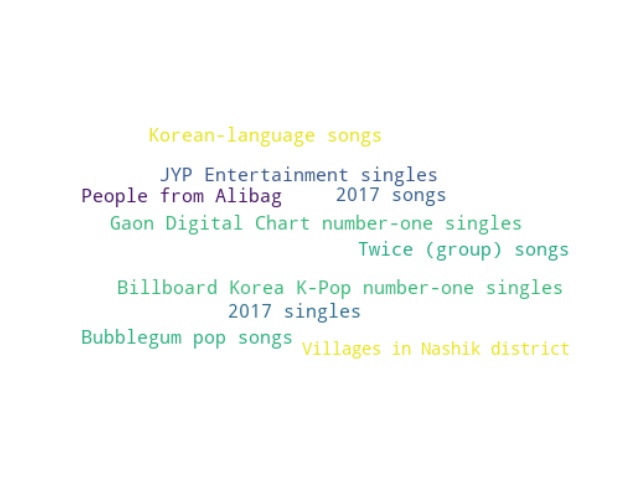 Korean-language songs
JYP Entertainment singles
People from Alibag
2017 songs
Gaon Digital Chart number-one singles
Twice (group) songs
Billboard Korea K-Pop number-one singles
2017 singles
Bubblegum pop songs
Villages in Nashik district